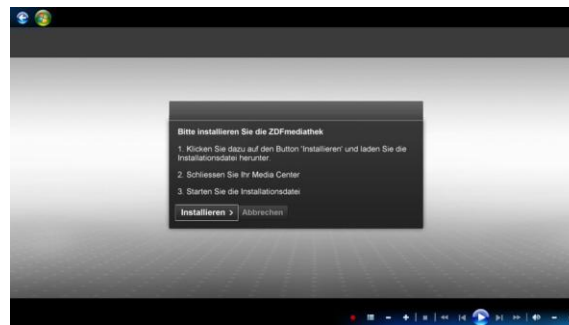 Bitte installieren Sie die ZDFmediathek
1. Klicken Sie dazu auf den Button 'Installieren' und laden Sie die
Installationsdatei herunter.
2. Schliessen Sie Ihr Media Center
3. Starten Sie die Installationsdatei
Installieren > Abbrechen